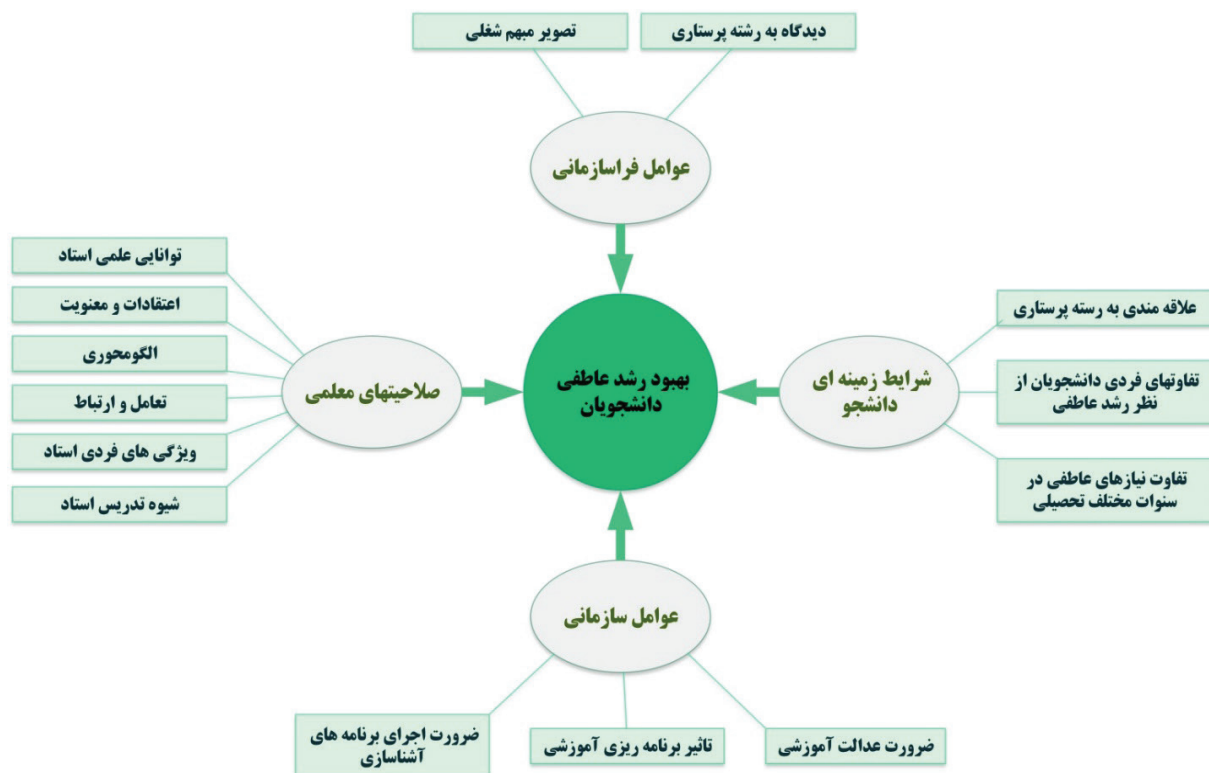 دیدگاه به رشته پرستاری
تصویر مبهم شغلی
عوامل فراسازمانی
علاقه مندی به رسته پرستاری
تفاوتهای فردی دانشجویان از
نظر رشد عاطفی
تفاوت نیازهای عاطفی در
سنوات مختلف تحصیلی
شرایط زمینه ای
دانشجو
بهبود رشد عاطفی
دانشجویان
صلاحیتهای معلمی
توانایی علمی استاد
اعتقادات و معنویت
الگومحوری
تعامل و ارتباط
ویژگی های فردی استاد
شیوه تدریس استاد
عوامل سازمانی
ضرورت عدالت آموزشی
تاثیر برنامه ریزی آموزشی
ضرورت اجرای برنامه های
آشناسازی